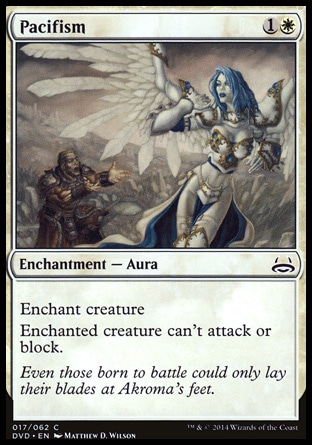 Pacifism 1
Enchantment — Aura
Enchant creature
Enchanted creature can't attack or
block.
Even those born to battle could only lay
their blades at Akroma's feet.
017/062 C
DVD • EN Matthew D. Wilson
™ & © 2014 Wizards of the Coast